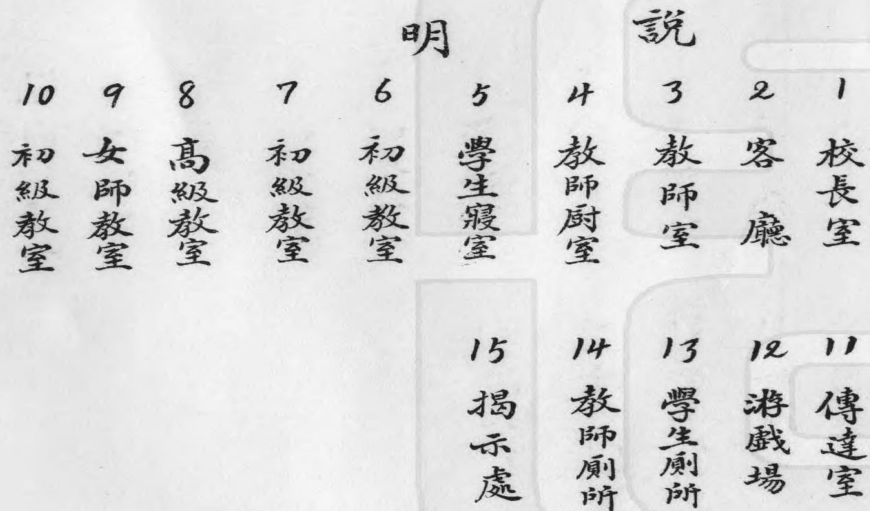 說明
1 校長室
2 客廳
3 教師室
4 教師厨室
5 學生寢室
6 初級教室
7 初級教室
8 高級教室
9 女師教室
10 初級教室
11 傳達室
12 游戲場
13 學生厠所
14 教師厠所
15 揭示處